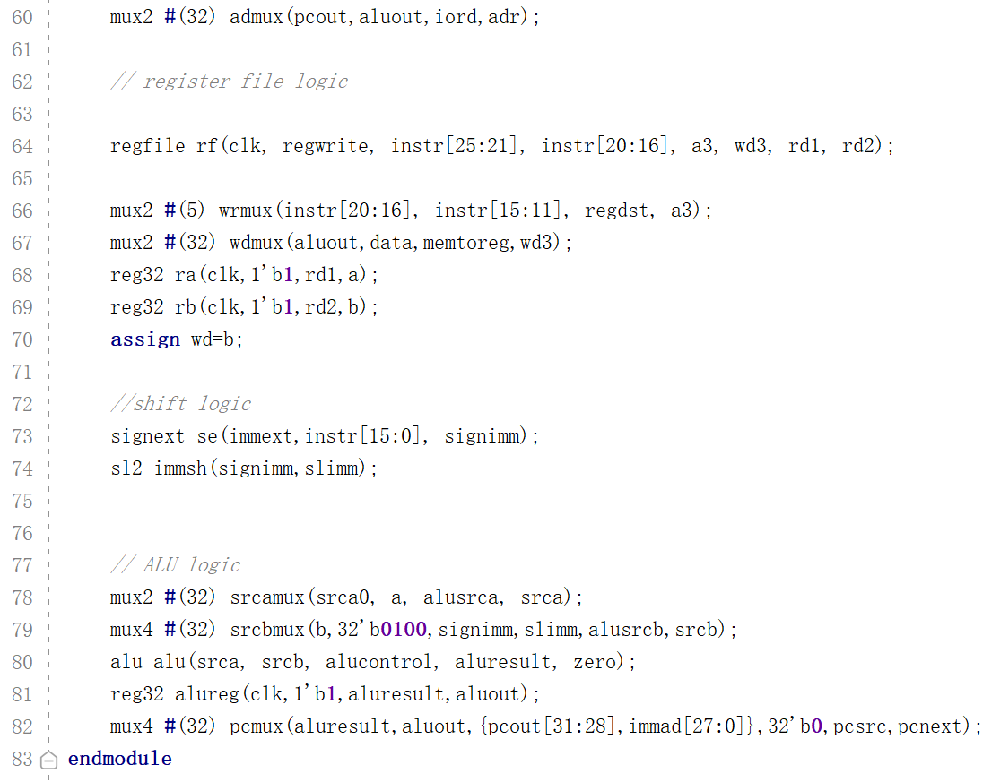 60 mux2 #(32) admux(pcout,aluout,iord,adr);
61
62 // register file logic
63
64 regfile rf(clk, regwrite, instr[25:21], instr[20:16], a3, wd3, rd1, rd2);
65
66 mux2 #(5) wrmux(instr[20:16], instr[15:11], regdst, a3);
67 mux2 #(32) wdmux(aluout,data,memtoreg,wd3);
68 reg32 ra(clk,1'b1,rd1,a);
69 reg32 rb(clk,1'b1,rd2,b);
70 assign wd=b;
71
72 //shift logic
73 signext se(immext,instr[15:0], signimm);
74 sl2 immsh(signimm,slimm);
75
76
77 // ALU logic
78 mux2 #(32) srcamux(srca0, a, alusrca, srca);
79 mux4 #(32) srcbmux(b,32'b0100,signimm,slimm,alusrcb,srcb);
80 alu alu(srca, srcb, alucontrol, aluresult, zero);
81 reg32 alureg(clk,1'b1,aluresult,aluout);
82 mux4 #(32) pcmux(aluresult,aluout,{pcout[31:28],immad[27:0]},32'b0,pcsrc,pcnext);
83 endmodule